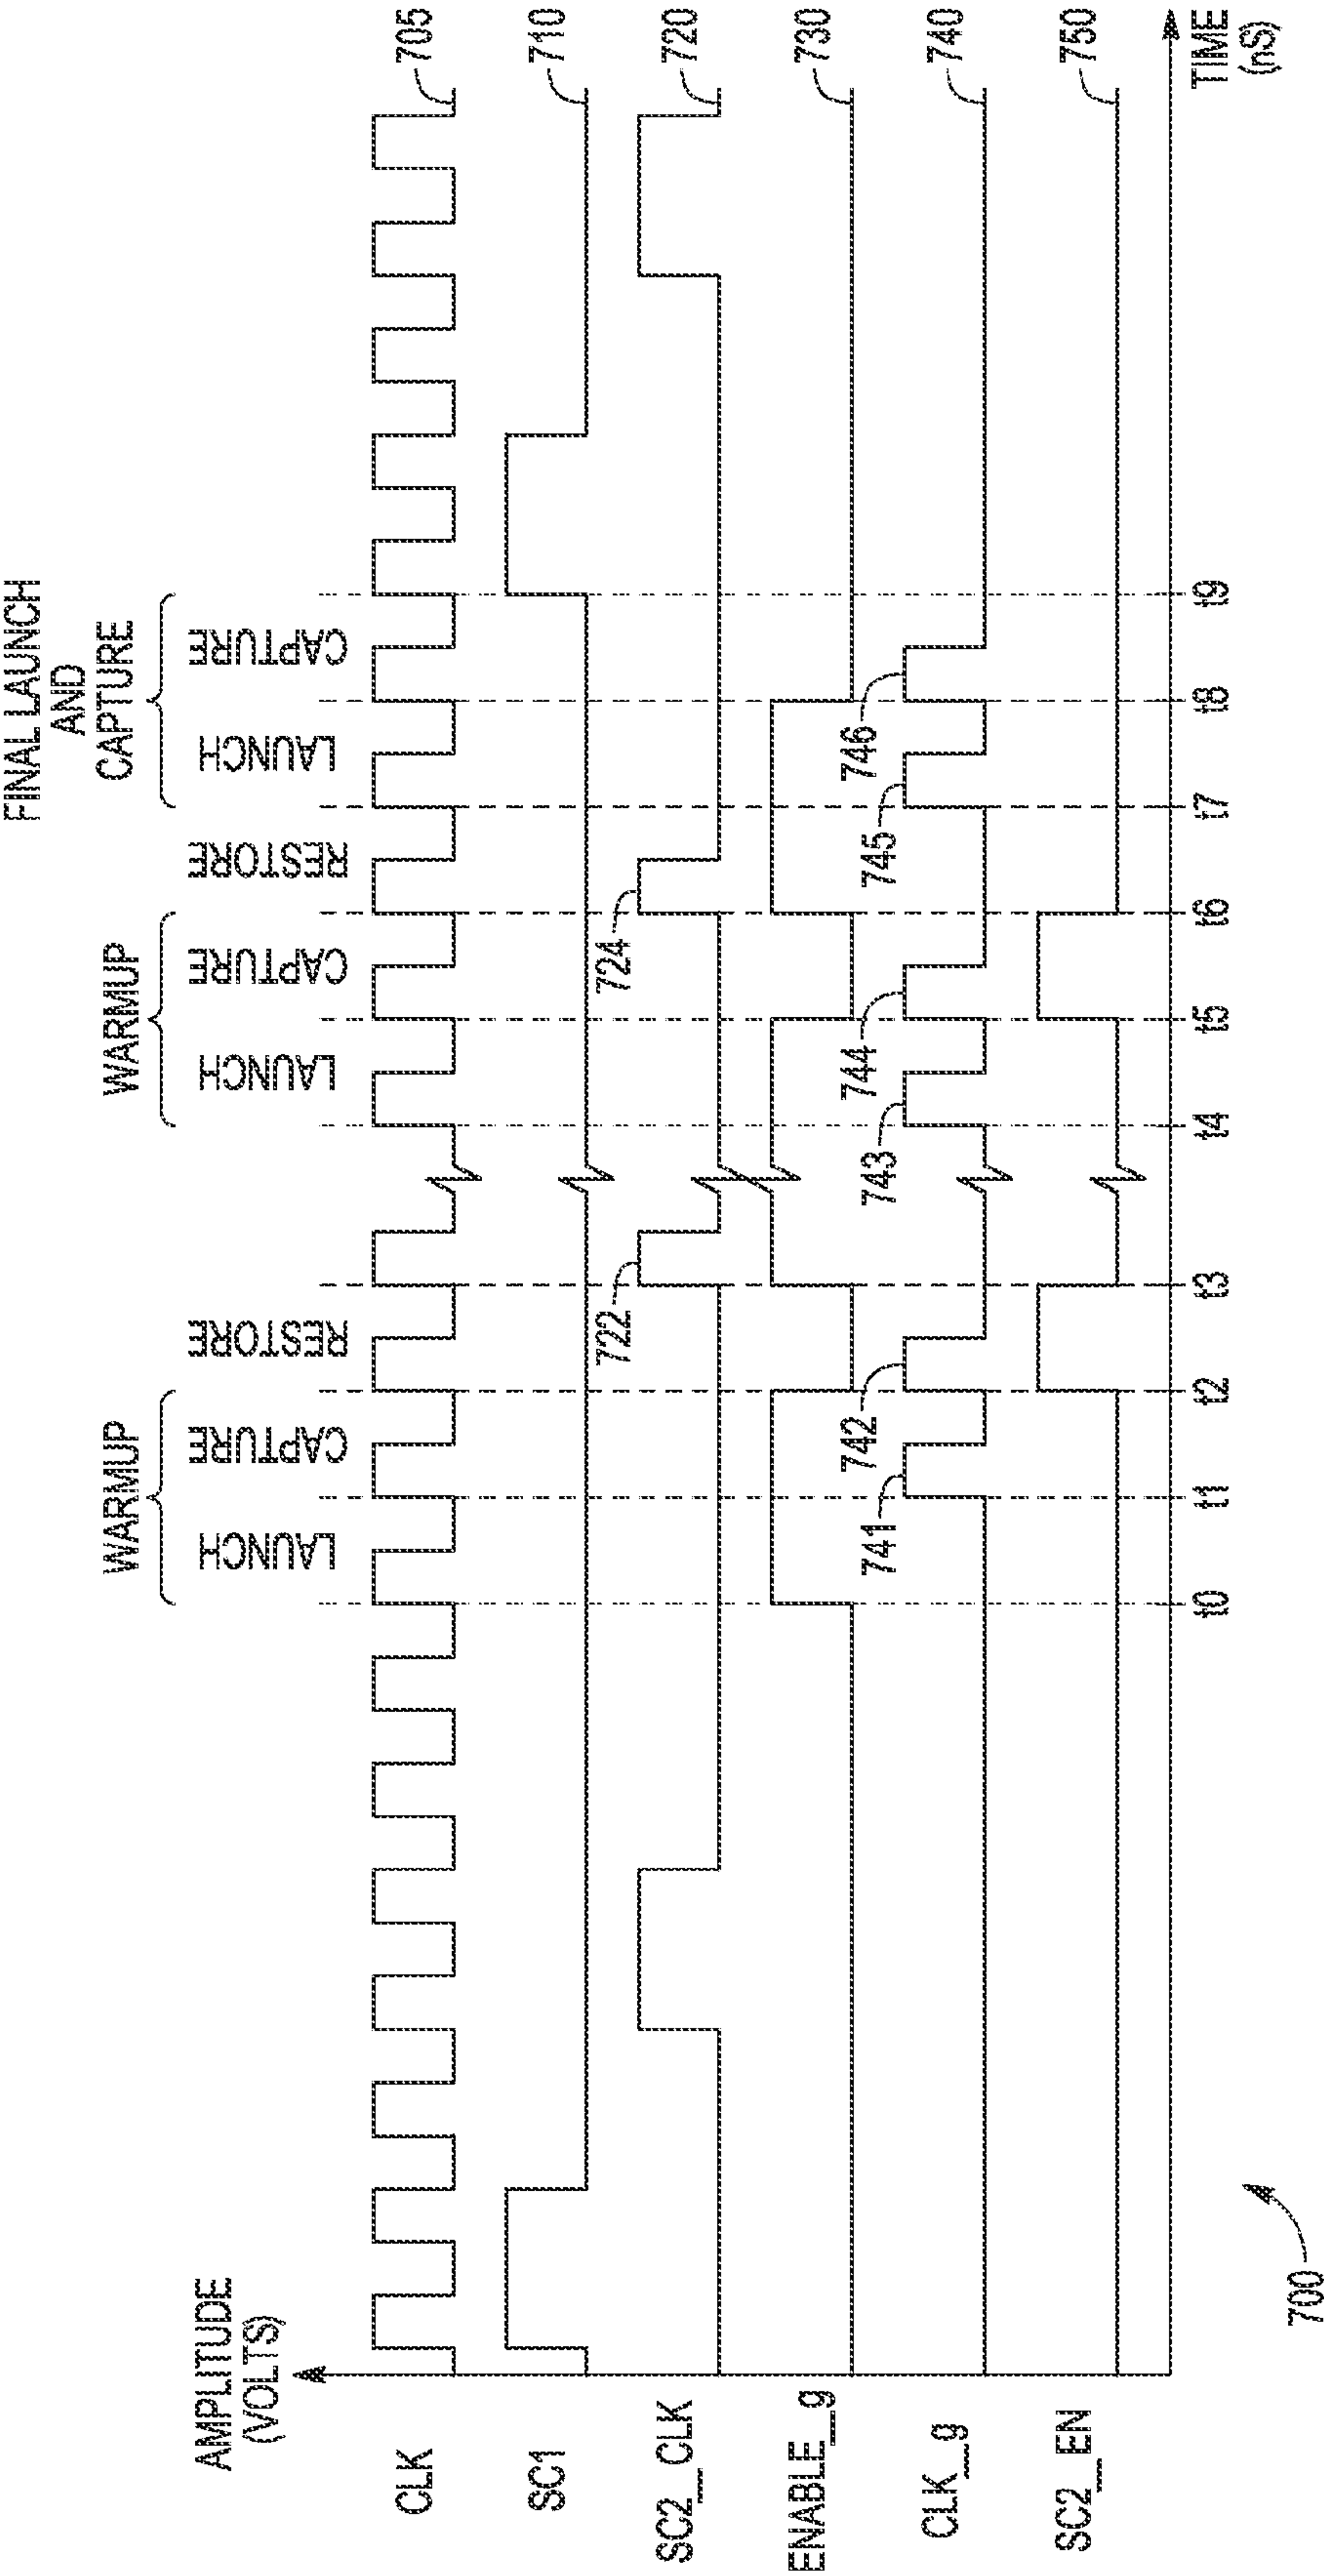 FINAL LAUNCH
AND
CAPTURE
WARMUP
WARMUP
LAUNCH
CAPTURE
RESTORE
LAUNCH
CAPTURE
RESTORE
LAUNCH
CAPTURE
AMPLITUDE
(VOLTS)
CLK
705
SC1
710
SC2_CLK
722
724
720
ENABLE_g
730
CLK_g
741
742
743
744
745
746
740
SC2_EN
750
t0
t1
t2
t3
t4
t5
t6
t7
t8
t9
TIME
(nS)
700